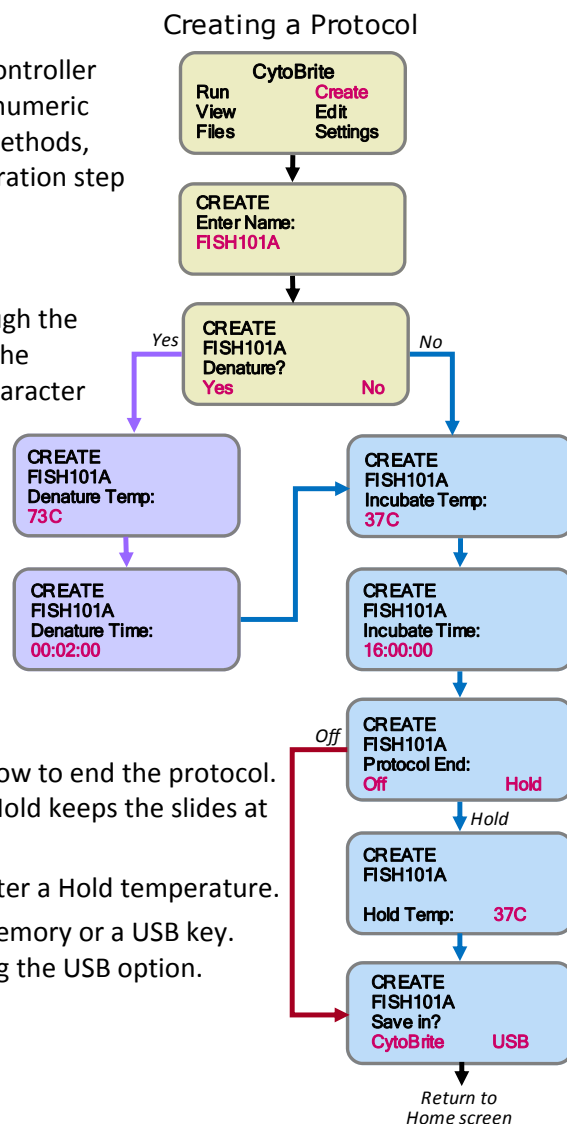 Creating a Protocol
ontroller
numeric
ethods,
ration step
CytoBrite
Run Create
View Edit
Files Settings
CREATE
Enter Name:
FISH101A
ugh the
he
aracter
Yes
CREATE
FISH101A
Denature?
Yes No
No
CREATE
FISH101A
Denature Temp:
73C
CREATE
FISH101A
Denature Time:
00:02:00
CREATE
FISH101A
Incubate Temp:
37C
CREATE
FISH101A
Incubate Time:
16:00:00
Off
CREATE
FISH101A
Protocol End:
Off Hold
Hold
ow to end the protocol.
Hold keeps the slides at
ter a Hold temperature.
emory or a USB key.
g the USB option.
CREATE
FISH101A
Hold Temp: 37C
CREATE
FISH101A
Save in?
CytoBrite USB
Return to
Home screen